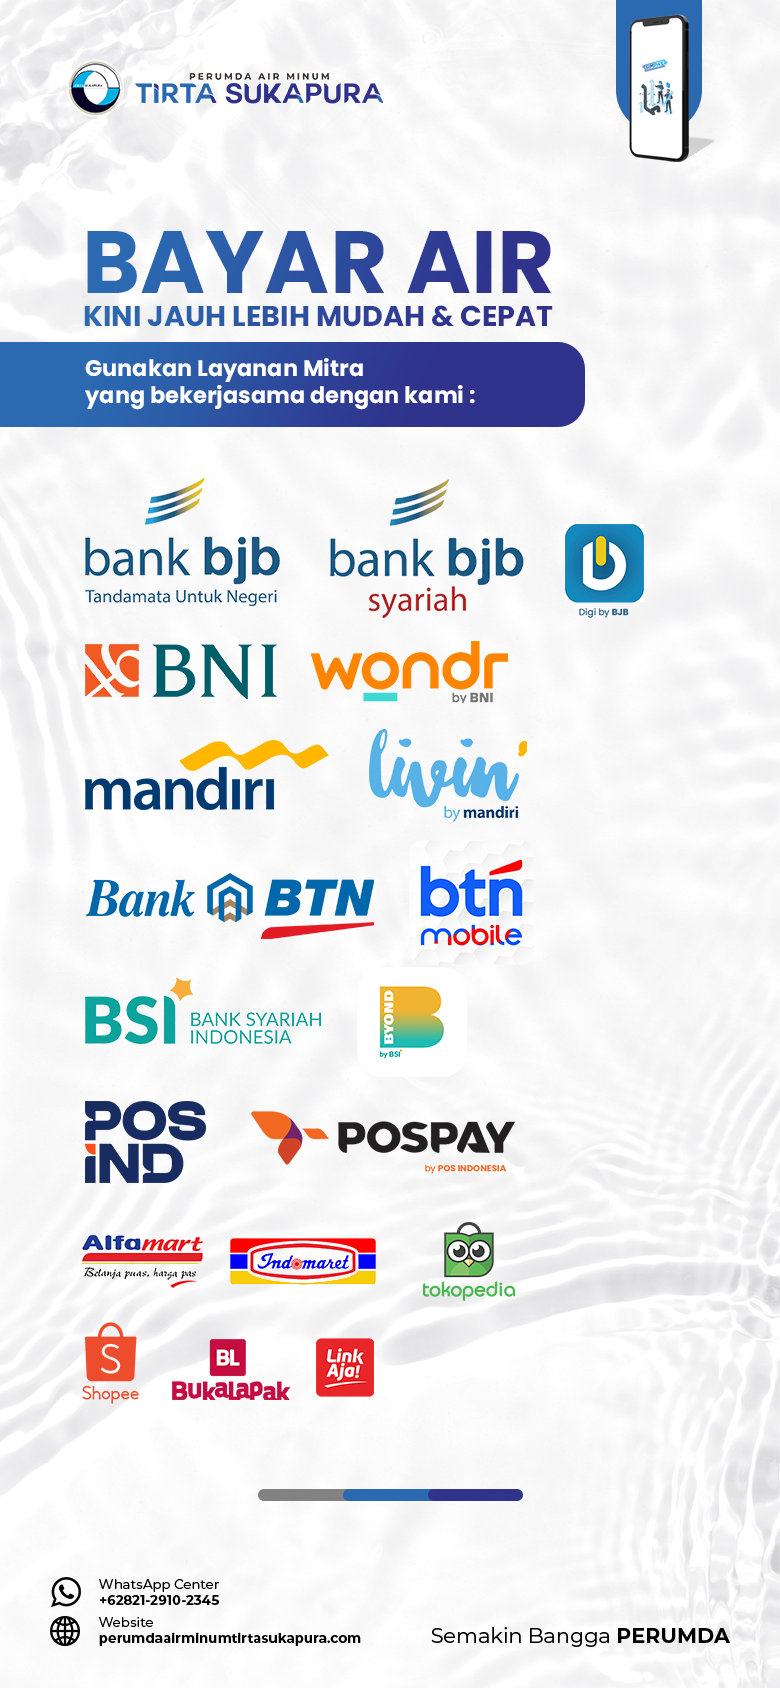 PERUMDA AIR MINUM
TIRTA SUKAPURA
BAYAR AIR
KINI JAUH LEBIH MUDAH & CEPAT
Gunakan Layanan Mitra
yang bekerjasama dengan kami :
bank bjb
Tandamata Untuk Negeri
bank bjb
syariah
b
Digi by BJB
BNI
wondr
by BNI
mandiri
livin'
by mandiri
Bank BTN
btn
mobile
BSI BANK SYARIAH
INDONESIA
BYOND
by BSI
POS
IND
POSPAY
by POS INDONESIA
Alfamart
Belanja puas, harga pas
Indomaret
tokopedia
S
Shopee
BL
BukaLapak
Link
Aja!
WhatsApp Center
+62821-2910-2345
Website
perumdaairminumtirtasukapura.com
Semakin Bangga PERUMDA